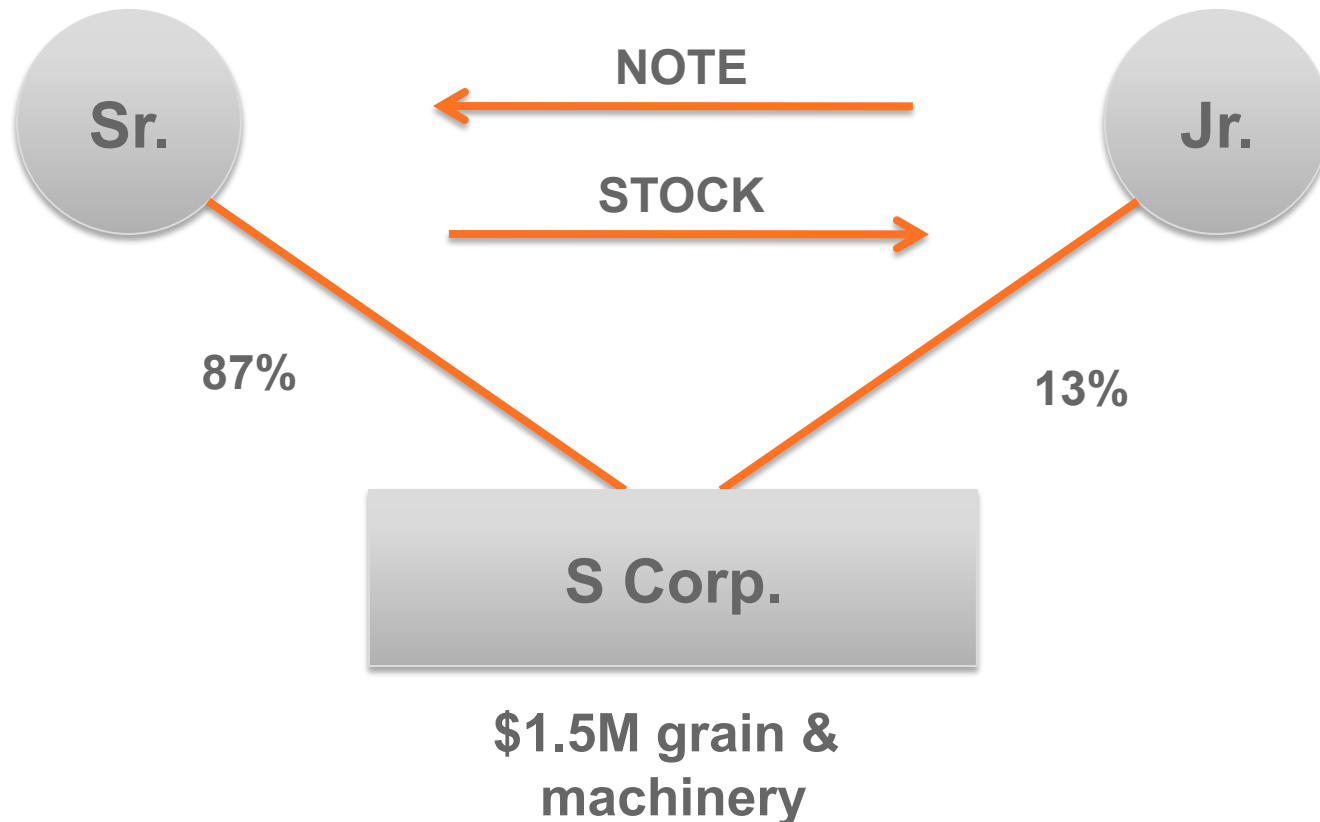 NOTE
Sr.
Jr.
STOCK
87%
13%
S Corp.
$1.5M grain &
machinery